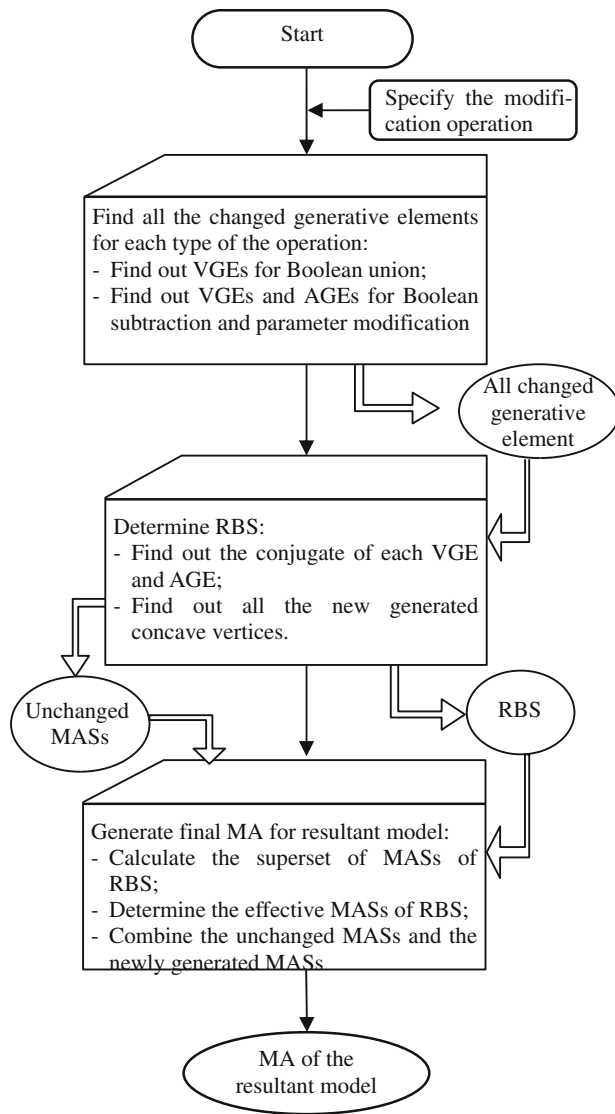 Start
Specify the modifi-
cation operation
Find all the changed generative elements
for each type of the operation:
- Find out VGEs for Boolean union;
- Find out VGEs and AGEs for Boolean
subtraction and parameter modification
All changed
generative
element
Determine RBS:
- Find out the conjugate of each VGE
and AGE;
- Find out all the new generated
concave vertices.
Unchanged
MASs
RBS
Generate final MA for resultant model:
- Calculate the superset of MASs of
RBS;
- Determine the effective MASs of RBS;
- Combine the unchanged MASs and the
newly generated MASs
MA of the
resultant model